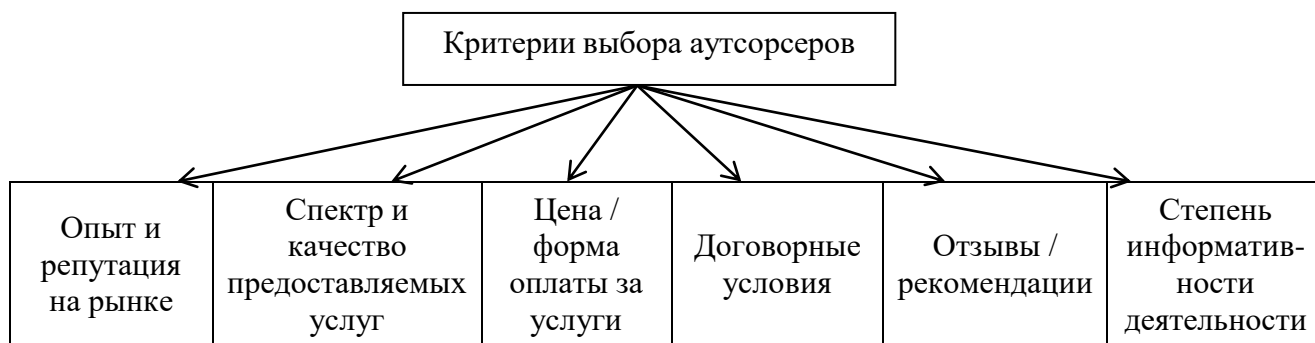 Критерии выбора аутсорсеров
Опыт и
репутация
на рынке
Спектр и
качество
предоставляемых
услуг
Цена /
форма
оплаты за
услуги
Договорные
условия
Отзывы /
рекомендации
Степень
информатив-
ности
деятельности